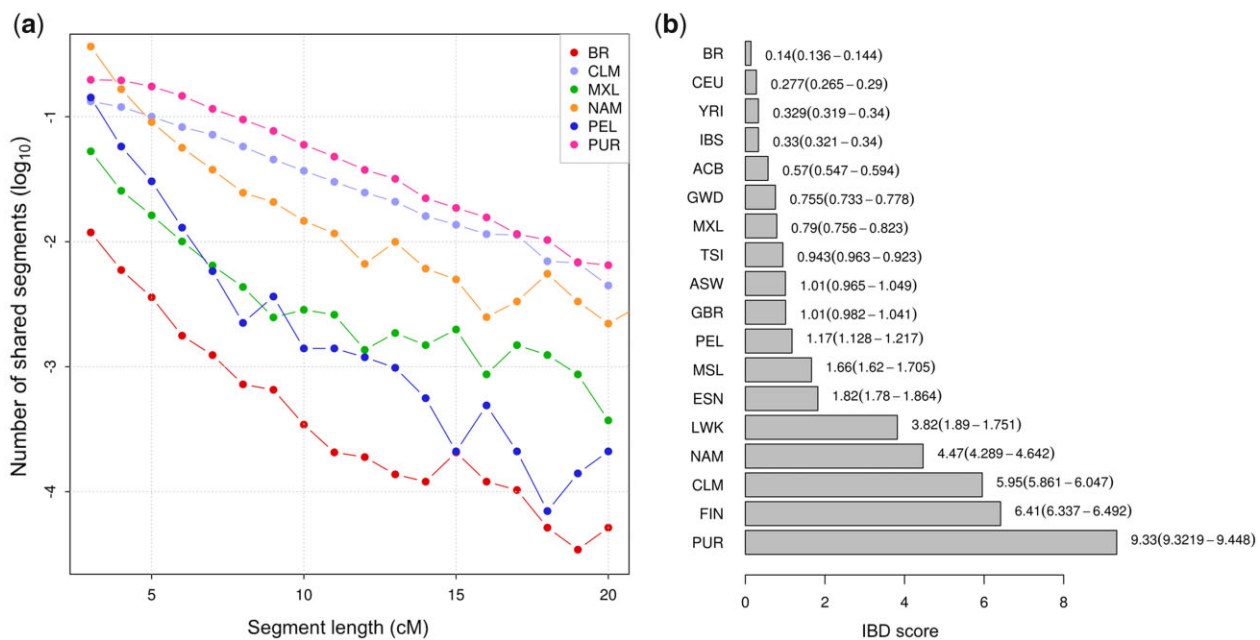 (a)
BR
CLM
MXL
NAM
PEL
PUR
-1
-2
-3
-4
Number of shared segments (log10)
5
10
15
20
Segment length (cM)
(b)
BR 0.14(0.136−0.144)
CEU 0.277(0.265−0.29)
YRI 0.329(0.319−0.34)
IBS 0.33(0.321−0.34)
ACB 0.57(0.547−0.594)
GWD 0.755(0.733−0.778)
MXL 0.79(0.756−0.823)
TSI 0.943(0.963−0.923)
ASW 1.01(0.965−1.049)
GBR 1.01(0.982−1.041)
PEL 1.17(1.128−1.217)
MSL 1.66(1.62−1.705)
ESN 1.82(1.78−1.864)
LWK 3.82(1.89−1.751)
NAM 4.47(4.289−4.642)
CLM 5.95(5.861−6.047)
FIN 6.41(6.337−6.492)
PUR 9.33(9.3219−9.448)
0 2 4 6 8
IBD score